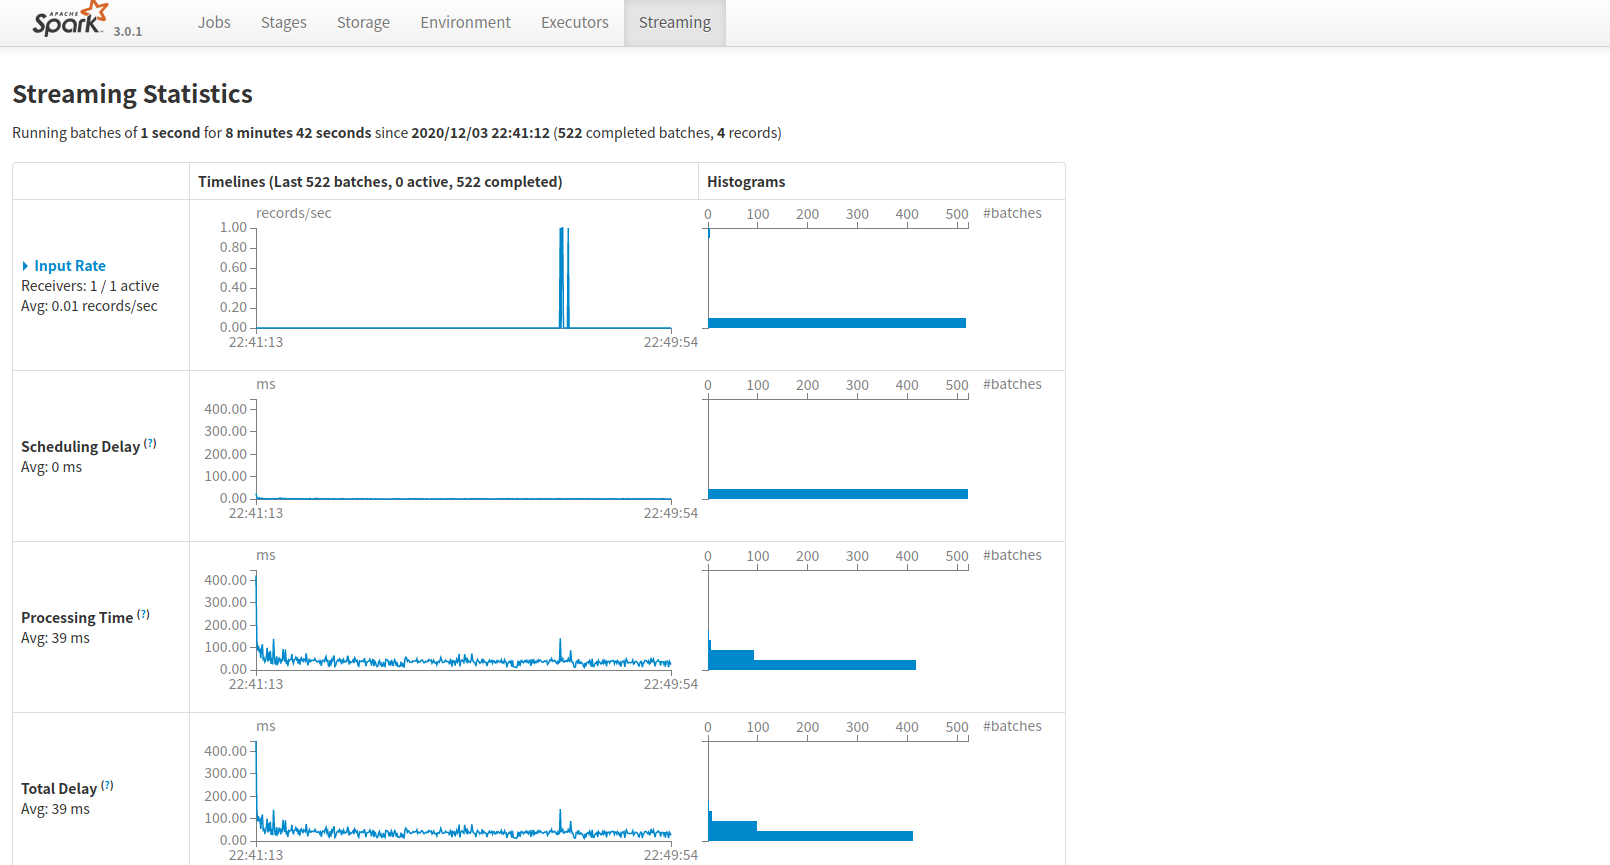 APACHE
Spark 3.0.1 Jobs Stages Storage Environment Executors Streaming
Streaming Statistics
Running batches of 1 second for 8 minutes 42 seconds since 2020/12/03 22:41:12 (522 completed batches, 4 records)
Timelines (Last 522 batches, 0 active, 522 completed) Histograms
Input Rate
Receivers: 1 / 1 active
Avg: 0.01 records/sec
records/sec
1.00
0.80
0.60
0.40
0.20
0.00
22:41:13 22:49:54
0 100 200 300 400 500 #batches
Scheduling Delay (?)
Avg: 0 ms
ms
400.00
300.00
200.00
100.00
0.00
22:41:13 22:49:54
0 100 200 300 400 500 #batches
Processing Time (?)
Avg: 39 ms
ms
400.00
300.00
200.00
100.00
0.00
22:41:13 22:49:54
0 100 200 300 400 500 #batches
Total Delay (?)
Avg: 39 ms
ms
400.00
300.00
200.00
100.00
0.00
22:41:13 22:49:54
0 100 200 300 400 500 #batches